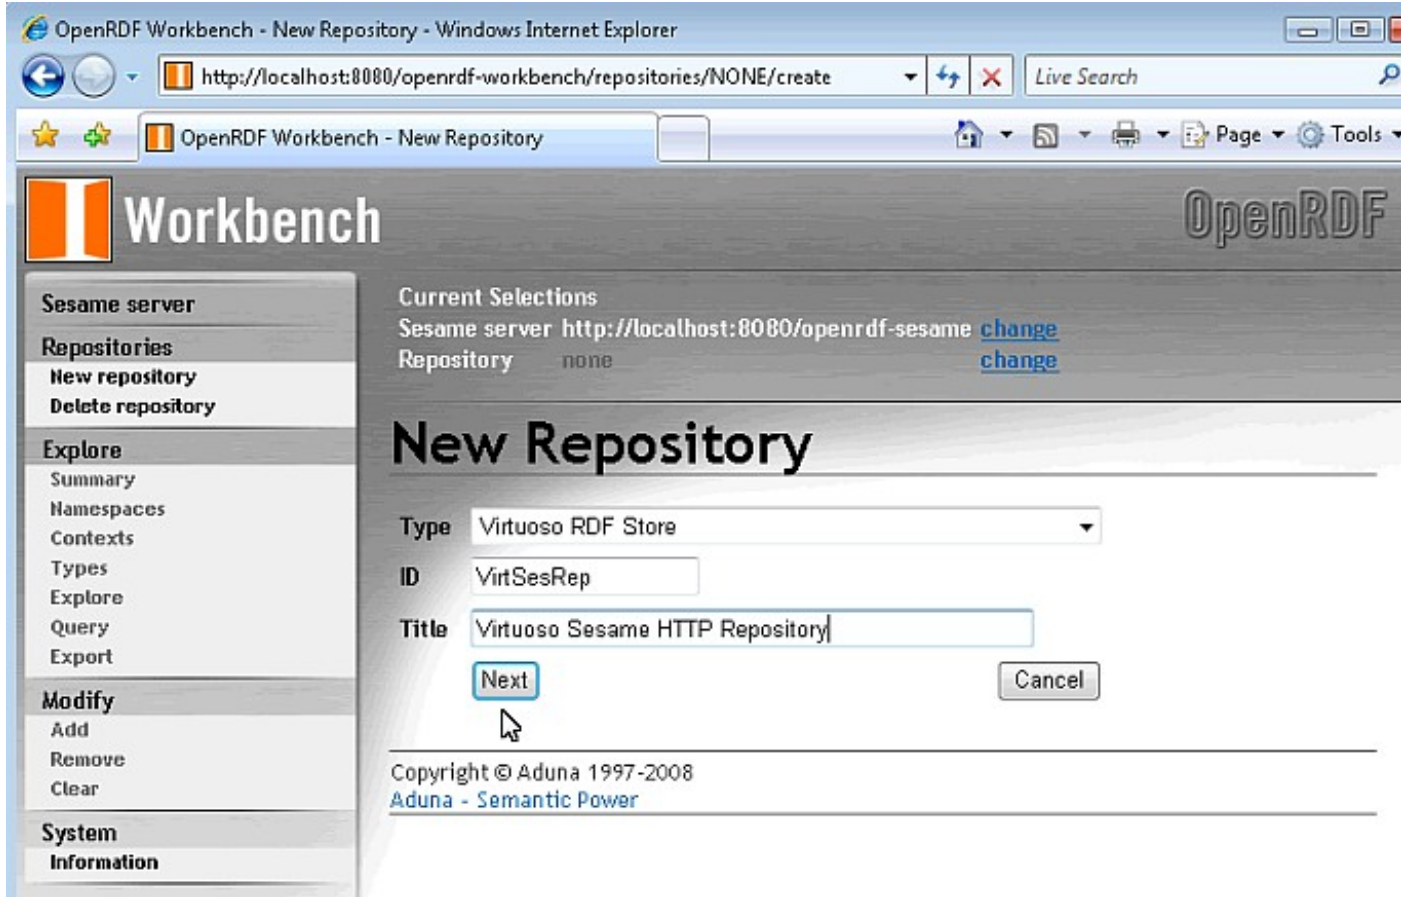 OpenRDF Workbench - New Repository - Windows Internet Explorer
http://localhost:8080/openrdf-workbench/repositories/NONE/create
Live Search
OpenRDF Workbench - New Repository
Page
Tools
Workbench
OpenRDF
Sesame server
Repositories
New repository
Delete repository
Explore
Summary
Namespaces
Contexts
Types
Explore
Query
Export
Modify
Add
Remove
Clear
System
Information
Current Selections
Sesame server http://localhost:8080/openrdf-sesame change
Repository none change
New Repository
Type Virtuoso RDF Store
ID VirtSesRep
Title Virtuoso Sesame HTTP Repository
Next Cancel
Copyright © Aduna 1997-2008
Aduna - Semantic Power